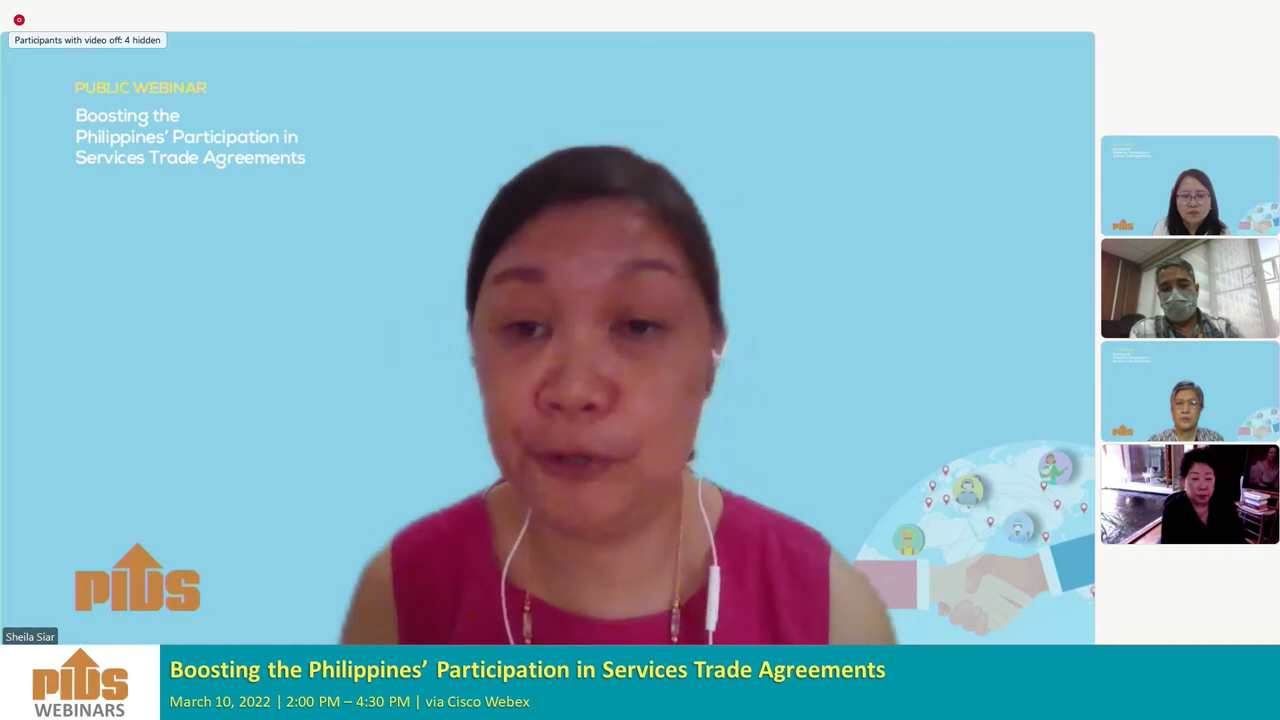 Participants with video off: 4 hidden
PUBLIC WEBINAR
Boosting the
Philippines' Participation in
Services Trade Agreements
PIDS
Sheila Siar
PIDS
WEBINARS
Boosting the Philippines' Participation in Services Trade Agreements
March 10, 2022 | 2:00 PM – 4:30 PM | via Cisco Webex
PIDS
PIDS